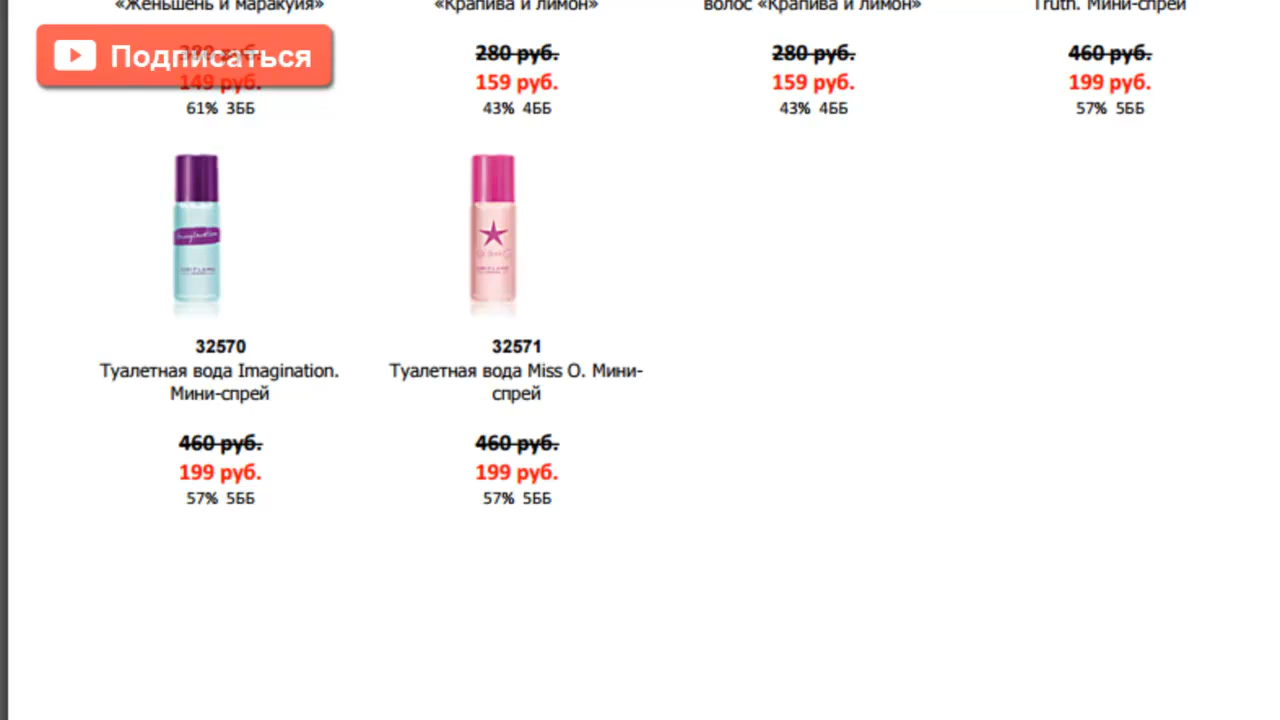 «Женьшень и маракуйя»
«Крапива и лимон»
волос «Крапива и лимон»
Truth. Мини-спрей
Подписаться
280 руб.
280 руб.
460 руб.
149 руб.
159 руб.
159 руб.
199 руб.
61% 3ББ
43% 4ББ
43% 4ББ
57% 5ББ
Imagination
ORIFLAME
ORIFLAME
32570
32571
Туалетная вода Imagination.
Мини-спрей
Туалетная вода Miss O. Мини-
спрей
460 руб.
460 руб.
199 руб.
199 руб.
57% 5ББ
57% 5ББ